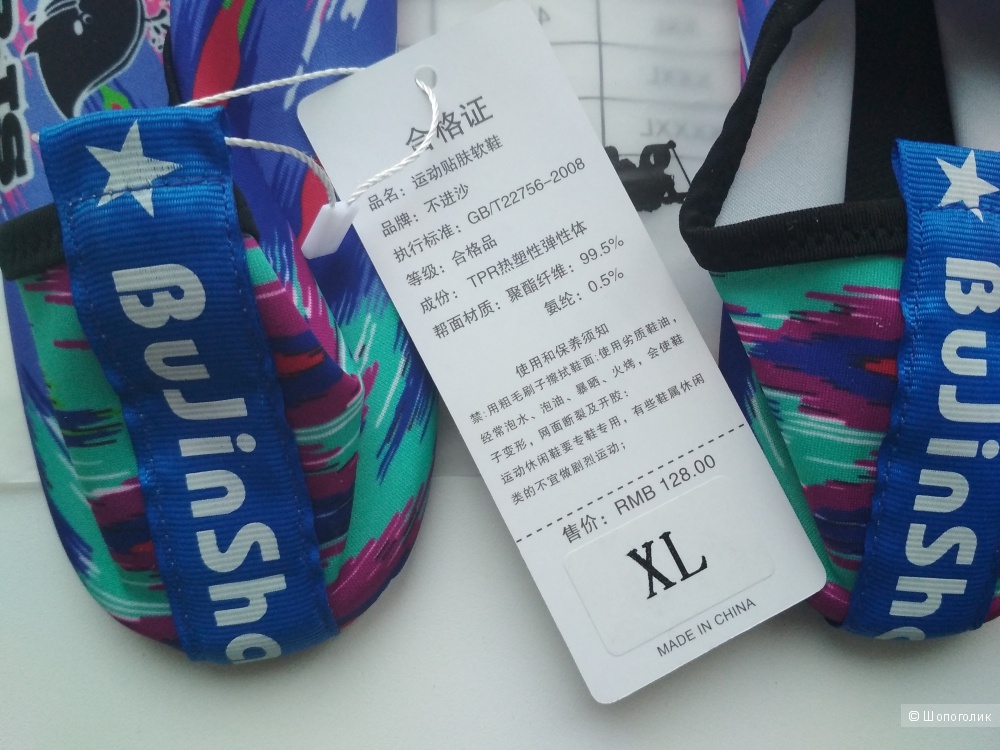 合格证
品名：运动贴肤软鞋
品牌：不进沙
执行标准：GB/T22756-2008
等级：合格品
成份：TPR热塑性弹性体
帮面材质：聚酯纤维：99.5%
氨纶：0.5%
使用和保养须知
禁:用粗毛刷子擦拭鞋面:使用劣质鞋油，
经常泡水、泡油、暴晒、火烤，会使鞋
子变形，网面断裂及开胶：
运动休闲鞋要专鞋专用，有些鞋属休闲
类的不宜做剧烈运动；
售价：RMB 128.00
XL
MADE IN CHINA
BuJinSha
BuJinSha
© Шопоголик